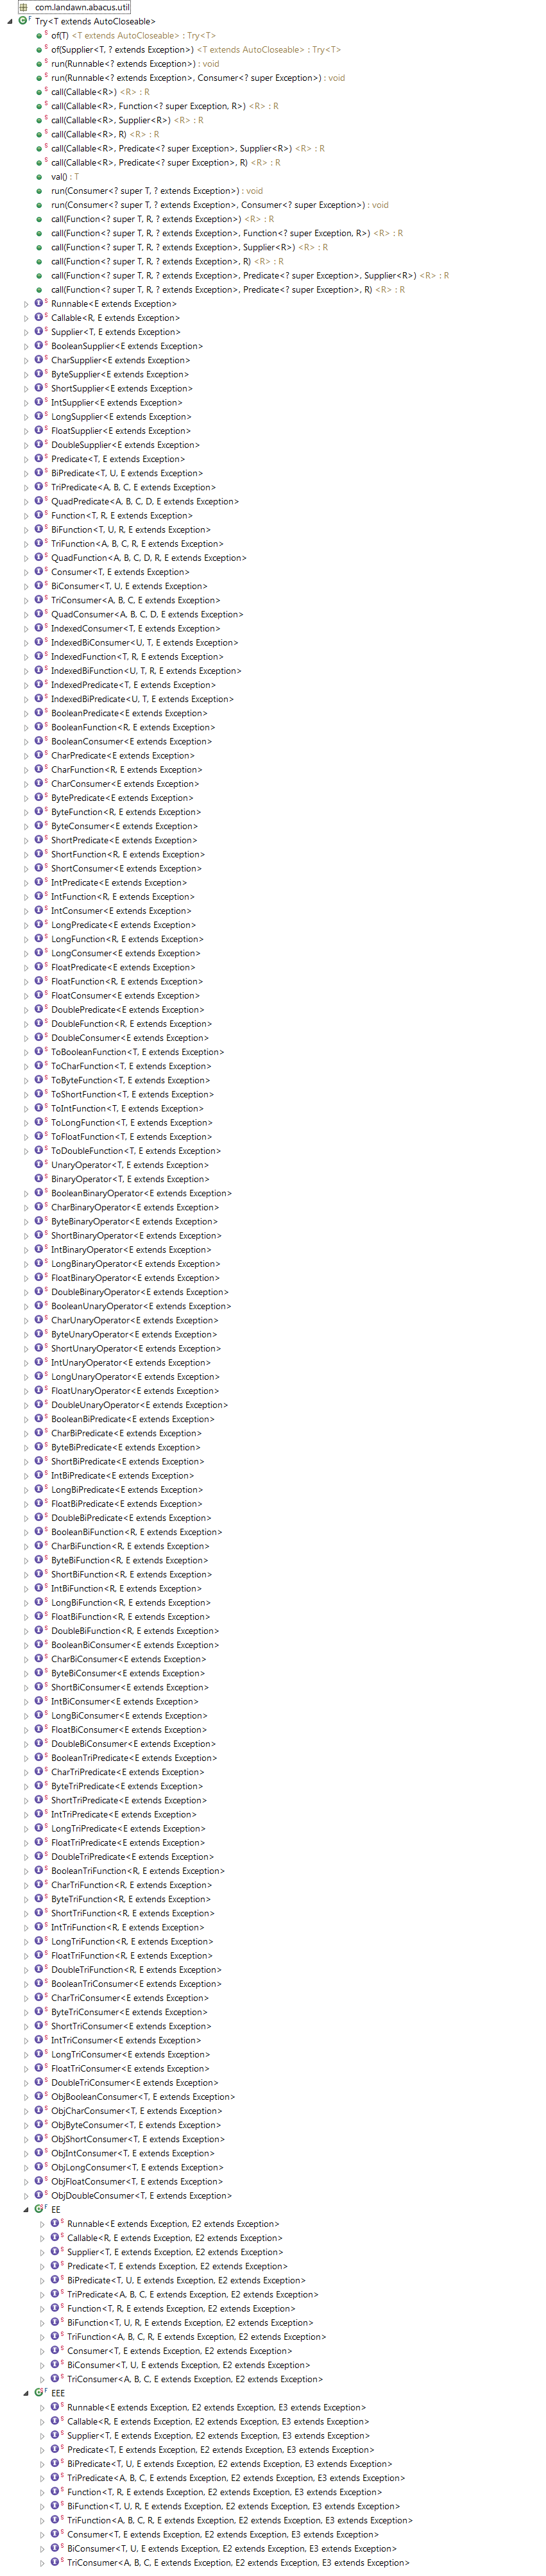 com.landawn.abacus.util
Try<T extends AutoCloseable>
of(T) <T extends AutoCloseable> : Try<T>
of(Supplier<T, ? extends Exception>) <T extends AutoCloseable> : Try<T>
run(Runnable<? extends Exception>) : void
run(Runnable<? extends Exception>, Consumer<? super Exception>) : void
call(Callable<R>) <R> : R
call(Callable<R>, Function<? super Exception, R>) <R> : R
call(Callable<R>, Supplier<R>) <R> : R
call(Callable<R>, R) <R> : R
call(Callable<R>, Predicate<? super Exception>, Supplier<R>) <R> : R
call(Callable<R>, Predicate<? super Exception>, R) <R> : R
val() : T
run(Consumer<? super T, ? extends Exception>) : void
run(Consumer<? super T, ? extends Exception>, Consumer<? super Exception>) : void
call(Function<? super T, R, ? extends Exception>) <R> : R
call(Function<? super T, R, ? extends Exception>, Function<? super Exception, R>) <R> : R
call(Function<? super T, R, ? extends Exception>, Supplier<R>) <R> : R
call(Function<? super T, R, ? extends Exception>, R) <R> : R
call(Function<? super T, R, ? extends Exception>, Predicate<? super Exception>, Supplier<R>) <R> : R
call(Function<? super T, R, ? extends Exception>, Predicate<? super Exception>, R) <R> : R
Runnable<E extends Exception>
Callable<R, E extends Exception>
Supplier<T, E extends Exception>
BooleanSupplier<E extends Exception>
CharSupplier<E extends Exception>
ByteSupplier<E extends Exception>
ShortSupplier<E extends Exception>
IntSupplier<E extends Exception>
LongSupplier<E extends Exception>
FloatSupplier<E extends Exception>
DoubleSupplier<E extends Exception>
Predicate<T, E extends Exception>
BiPredicate<T, U, E extends Exception>
TriPredicate<A, B, C, E extends Exception>
QuadPredicate<A, B, C, D, E extends Exception>
Function<T, R, E extends Exception>
BiFunction<T, U, R, E extends Exception>
TriFunction<A, B, C, R, E extends Exception>
QuadFunction<A, B, C, D, R, E extends Exception>
Consumer<T, E extends Exception>
BiConsumer<T, U, E extends Exception>
TriConsumer<A, B, C, E extends Exception>
QuadConsumer<A, B, C, D, E extends Exception>
IndexedConsumer<T, E extends Exception>
IndexedBiConsumer<U, T, E extends Exception>
IndexedFunction<T, R, E extends Exception>
IndexedBiFunction<U, T, R, E extends Exception>
IndexedPredicate<T, E extends Exception>
IndexedBiPredicate<U, T, E extends Exception>
BooleanPredicate<E extends Exception>
BooleanFunction<R, E extends Exception>
BooleanConsumer<E extends Exception>
CharPredicate<E extends Exception>
CharFunction<R, E extends Exception>
CharConsumer<E extends Exception>
BytePredicate<E extends Exception>
ByteFunction<R, E extends Exception>
ByteConsumer<E extends Exception>
ShortPredicate<E extends Exception>
ShortFunction<R, E extends Exception>
ShortConsumer<E extends Exception>
IntPredicate<E extends Exception>
IntFunction<R, E extends Exception>
IntConsumer<E extends Exception>
LongPredicate<E extends Exception>
LongFunction<R, E extends Exception>
LongConsumer<E extends Exception>
FloatPredicate<E extends Exception>
FloatFunction<R, E extends Exception>
FloatConsumer<E extends Exception>
DoublePredicate<E extends Exception>
DoubleFunction<R, E extends Exception>
DoubleConsumer<E extends Exception>
ToBooleanFunction<T, E extends Exception>
ToCharFunction<T, E extends Exception>
ToByteFunction<T, E extends Exception>
ToShortFunction<T, E extends Exception>
ToIntFunction<T, E extends Exception>
ToLongFunction<T, E extends Exception>
ToFloatFunction<T, E extends Exception>
ToDoubleFunction<T, E extends Exception>
UnaryOperator<T, E extends Exception>
BinaryOperator<T, E extends Exception>
BooleanBinaryOperator<E extends Exception>
CharBinaryOperator<E extends Exception>
ByteBinaryOperator<E extends Exception>
ShortBinaryOperator<E extends Exception>
IntBinaryOperator<E extends Exception>
LongBinaryOperator<E extends Exception>
FloatBinaryOperator<E extends Exception>
DoubleBinaryOperator<E extends Exception>
BooleanUnaryOperator<E extends Exception>
CharUnaryOperator<E extends Exception>
ByteUnaryOperator<E extends Exception>
ShortUnaryOperator<E extends Exception>
IntUnaryOperator<E extends Exception>
LongUnaryOperator<E extends Exception>
FloatUnaryOperator<E extends Exception>
DoubleUnaryOperator<E extends Exception>
BooleanBiPredicate<E extends Exception>
CharBiPredicate<E extends Exception>
ByteBiPredicate<E extends Exception>
ShortBiPredicate<E extends Exception>
IntBiPredicate<E extends Exception>
LongBiPredicate<E extends Exception>
FloatBiPredicate<E extends Exception>
DoubleBiPredicate<E extends Exception>
BooleanBiFunction<R, E extends Exception>
CharBiFunction<R, E extends Exception>
ByteBiFunction<R, E extends Exception>
ShortBiFunction<R, E extends Exception>
IntBiFunction<R, E extends Exception>
LongBiFunction<R, E extends Exception>
FloatBiFunction<R, E extends Exception>
DoubleBiFunction<R, E extends Exception>
BooleanBiConsumer<E extends Exception>
CharBiConsumer<E extends Exception>
ByteBiConsumer<E extends Exception>
ShortBiConsumer<E extends Exception>
IntBiConsumer<E extends Exception>
LongBiConsumer<E extends Exception>
FloatBiConsumer<E extends Exception>
DoubleBiConsumer<E extends Exception>
BooleanTriPredicate<E extends Exception>
CharTriPredicate<E extends Exception>
ByteTriPredicate<E extends Exception>
ShortTriPredicate<E extends Exception>
IntTriPredicate<E extends Exception>
LongTriPredicate<E extends Exception>
FloatTriPredicate<E extends Exception>
DoubleTriPredicate<E extends Exception>
BooleanTriFunction<R, E extends Exception>
CharTriFunction<R, E extends Exception>
ByteTriFunction<R, E extends Exception>
ShortTriFunction<R, E extends Exception>
IntTriFunction<R, E extends Exception>
LongTriFunction<R, E extends Exception>
FloatTriFunction<R, E extends Exception>
DoubleTriFunction<R, E extends Exception>
BooleanTriConsumer<E extends Exception>
CharTriConsumer<E extends Exception>
ByteTriConsumer<E extends Exception>
ShortTriConsumer<E extends Exception>
IntTriConsumer<E extends Exception>
LongTriConsumer<E extends Exception>
FloatTriConsumer<E extends Exception>
DoubleTriConsumer<E extends Exception>
ObjBooleanConsumer<T, E extends Exception>
ObjCharConsumer<T, E extends Exception>
ObjByteConsumer<T, E extends Exception>
ObjShortConsumer<T, E extends Exception>
ObjIntConsumer<T, E extends Exception>
ObjLongConsumer<T, E extends Exception>
ObjFloatConsumer<T, E extends Exception>
ObjDoubleConsumer<T, E extends Exception>
EE
Runnable<E extends Exception, E2 extends Exception>
Callable<R, E extends Exception, E2 extends Exception>
Supplier<T, E extends Exception, E2 extends Exception>
Predicate<T, E extends Exception, E2 extends Exception>
BiPredicate<T, U, E extends Exception, E2 extends Exception>
TriPredicate<A, B, C, E extends Exception, E2 extends Exception>
Function<T, R, E extends Exception, E2 extends Exception>
BiFunction<T, U, R, E extends Exception, E2 extends Exception>
TriFunction<A, B, C, R, E extends Exception, E2 extends Exception>
Consumer<T, E extends Exception, E2 extends Exception>
BiConsumer<T, U, E extends Exception, E2 extends Exception>
TriConsumer<A, B, C, E extends Exception, E2 extends Exception>
EEE
Runnable<E extends Exception, E2 extends Exception, E3 extends Exception>
Callable<R, E extends Exception, E2 extends Exception, E3 extends Exception>
Supplier<T, E extends Exception, E2 extends Exception, E3 extends Exception>
Predicate<T, E extends Exception, E2 extends Exception, E3 extends Exception>
BiPredicate<T, U, E extends Exception, E2 extends Exception, E3 extends Exception>
TriPredicate<A, B, C, E extends Exception, E2 extends Exception, E3 extends Exception>
Function<T, R, E extends Exception, E2 extends Exception, E3 extends Exception>
BiFunction<T, U, R, E extends Exception, E2 extends Exception, E3 extends Exception>
TriFunction<A, B, C, R, E extends Exception, E2 extends Exception, E3 extends Exception>
Consumer<T, E extends Exception, E2 extends Exception, E3 extends Exception>
BiConsumer<T, U, E extends Exception, E2 extends Exception, E3 extends Exception>
TriConsumer<A, B, C, E extends Exception, E2 extends Exception, E3 extends Exception>